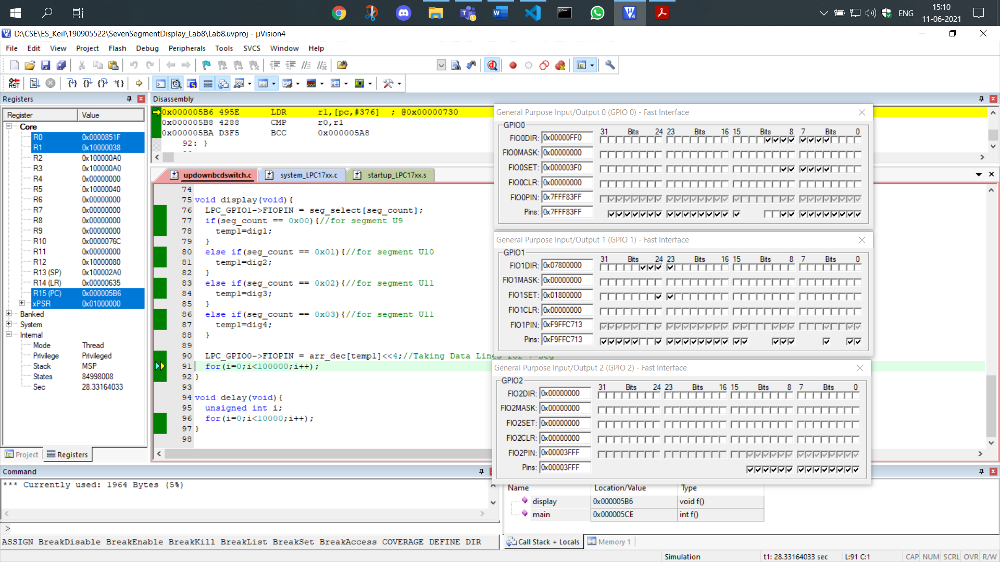 ENG
15:10
11-06-2021
D:\CSE\ES_Keil\190905522\SevenSegmentDisplay_Lab8\Lab8.uvproj - µVision4
File Edit View Project Flash Debug Peripherals Tools SVCS Window Help
RST
Registers
Disassembly
Register Value
Core
R0 0x0000851F
R1 0x10000038
R2 0x100000A0
R3 0x100000A0
R4 0x00000000
R5 0x10000040
R6 0x00000000
R7 0x00000000
R8 0x00000000
R9 0x00000000
R10 0x0000076C
R11 0x00000000
R12 0x10000080
R13 (SP) 0x100002A0
R14 (LR) 0x00000635
R15 (PC) 0x000005B6
xPSR 0x01000000
Banked
System
Internal
Mode Thread
Privilege Privileged
Stack MSP
States 84998008
Sec 28.33164033
Project Registers
0x000005B6 495E LDR r1,[pc,#376] ; @0x00000730
0x000005B8 4288 CMP r0,r1
0x000005BA D3F5 BCC 0x000005A8
92: }
updownbcdswitch.c system_LPC17xx.c startup_LPC17xx.s
74
75 void display(void){
76 LPC_GPIO1->FIOPIN = seg_select[seg_count];
77 if(seg_count == 0x00){//for segment U9
78 temp1=dig1;
79 }
80 else if(seg_count == 0x01){//for segment U10
81 temp1=dig2;
82 }
83 else if(seg_count == 0x02){//for segment U11
84 temp1=dig3;
85 }
86 else if(seg_count == 0x03){//for segment U11
87 temp1=dig4;
88 }
89
90 LPC_GPIO0->FIOPIN = arr_dec[temp1]<<4;//Taking Data Lines for 7-Seg
91 for(i=0;i<100000;i++);
92 }
93
94 void delay(void){
95 unsigned int i;
96 for(i=0;i<10000;i++);
97 }
98
General Purpose Input/Output 0 (GPIO 0) - Fast Interface
GPIO0
31 Bits 24 23 Bits 16 15 Bits 8 7 Bits 0
FIO0DIR: 0x00000FF0
FIO0MASK: 0x00000000
FIO0SET: 0x000003F0
FIO0CLR: 0x00000000
FIO0PIN: 0x7FFF83FF
Pins: 0x7FFF83FF
General Purpose Input/Output 1 (GPIO 1) - Fast Interface
GPIO1
31 Bits 24 23 Bits 16 15 Bits 8 7 Bits 0
FIO1DIR: 0x07800000
FIO1MASK: 0x00000000
FIO1SET: 0x01800000
FIO1CLR: 0x00000000
FIO1PIN: 0xF9FFC713
Pins: 0xF9FFC713
General Purpose Input/Output 2 (GPIO 2) - Fast Interface
GPIO2
31 Bits 24 23 Bits 16 15 Bits 8 7 Bits 0
FIO2DIR: 0x00000000
FIO2MASK: 0x00000000
FIO2SET: 0x00000000
FIO2CLR: 0x00000000
FIO2PIN: 0x00003FFF
Pins: 0x00003FFF
Command
*** Currently used: 1964 Bytes (5%)
>
ASSIGN BreakDisable BreakEnable BreakKill BreakList BreakSet BreakAccess COVERAGE DEFINE DIR
Name Location/Value Type
display 0x000005B6 void f()
main 0x000005CE int f()
Call Stack + Locals Memory 1
Simulation t1: 28.33164033 sec L:91 C:1 CAP NUM SCRL OVR R/W